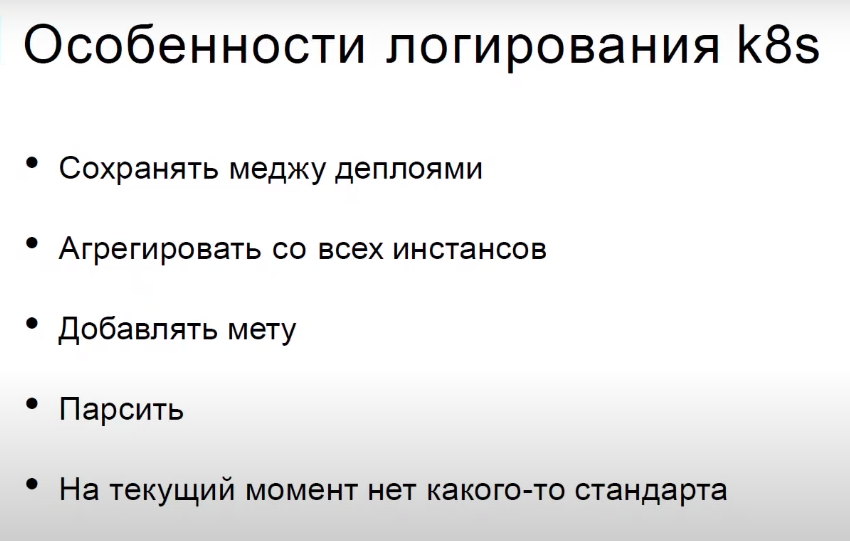 Особенности логирования k8s
• Сохранять меджу деплоями
• Агрегировать со всех инстансов
• Добавлять мету
• Парсить
• На текущий момент нет какого-то стандарта